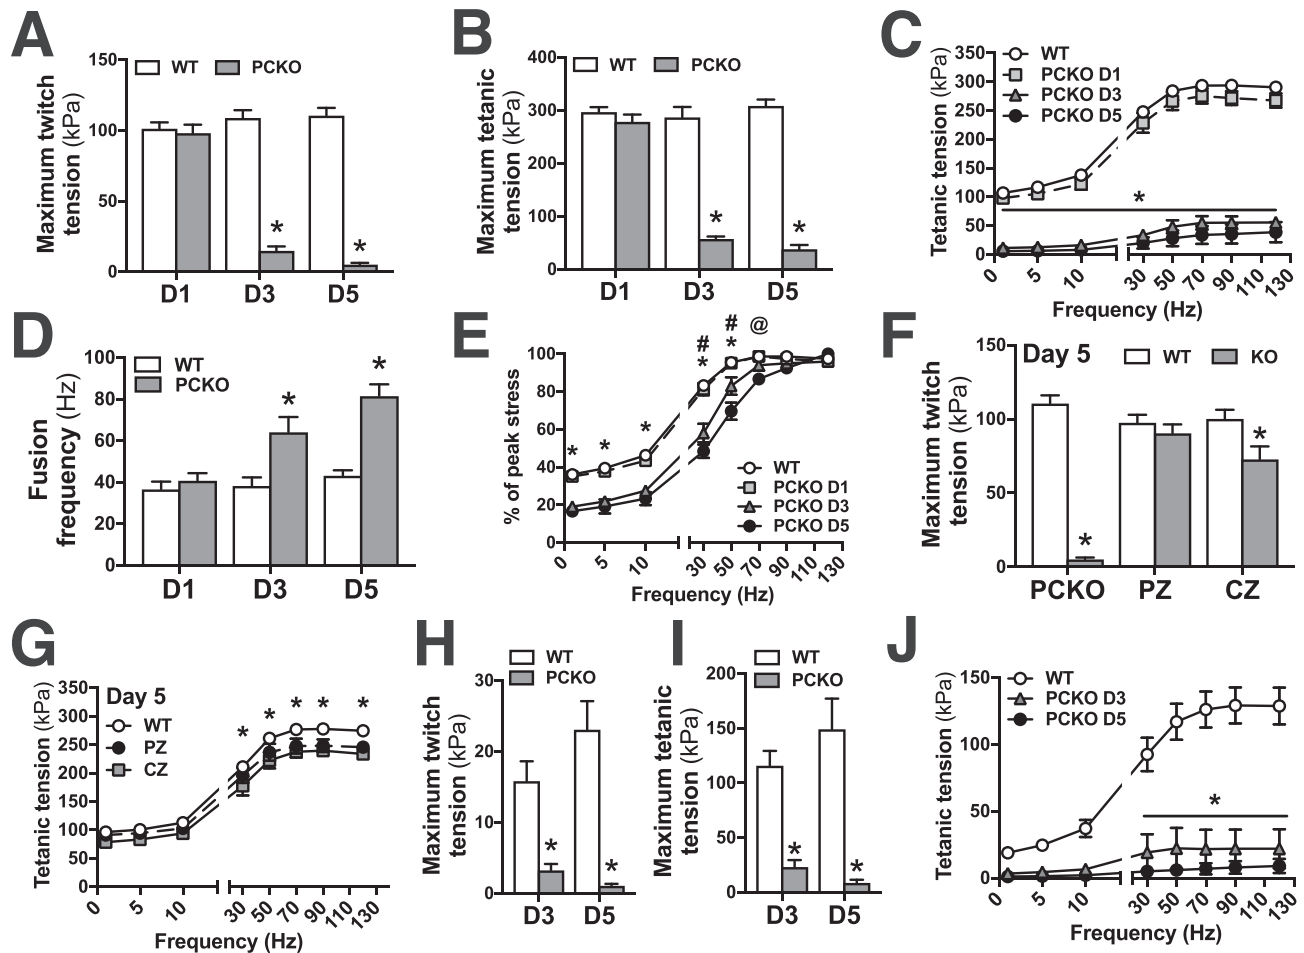 A
Maximum twitch
tension (kPa)
150
100
50
0
WT
PCKO
*
*
D1
D3
D5
B
Maximum tetanic
tension (kPa)
400
300
200
100
0
WT
PCKO
*
*
D1
D3
D5
C
Tetanic tension (kPa)
350
300
250
200
150
100
50
0
WT
PCKO D1
PCKO D3
PCKO D5
*
0
5
10
30
50
70
90
110
130
Frequency (Hz)
D
Fusion
frequency (Hz)
100
80
60
40
20
0
WT
PCKO
*
*
D1
D3
D5
E
% of peak stress
100
80
60
40
20
0
*
*
*
#
*
#
*
@
WT
PCKO D1
PCKO D3
PCKO D5
0
5
10
30
50
70
90
110
130
Frequency (Hz)
F
Maximum twitch
tension (kPa)
150
100
50
0
Day 5
WT
KO
*
*
PCKO
PZ
CZ
G
Tetanic tension (kPa)
350
300
250
200
150
100
50
0
Day 5
WT
PZ
CZ
*
*
*
*
*
0
5
10
30
50
70
90
110
130
Frequency (Hz)
H
Maximum twitch
tension (kPa)
30
20
10
0
WT
PCKO
*
*
D3
D5
I
Maximum tetanic
tension (kPa)
200
150
100
50
0
WT
PCKO
*
*
D3
D5
J
Tetanic tension (kPa)
150
100
50
0
WT
PCKO D3
PCKO D5
*
0
5
10
30
50
70
90
110
130
Frequency (Hz)